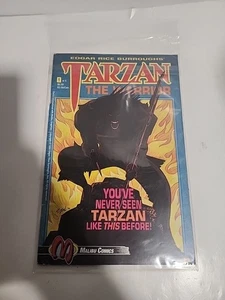 EDGAR RICE BURROUGHS
TARZAN
THE WARRIOR
YOU'VE
NEVER SEEN
TARZAN
LIKE THIS BEFORE!
MALIBU COMICS